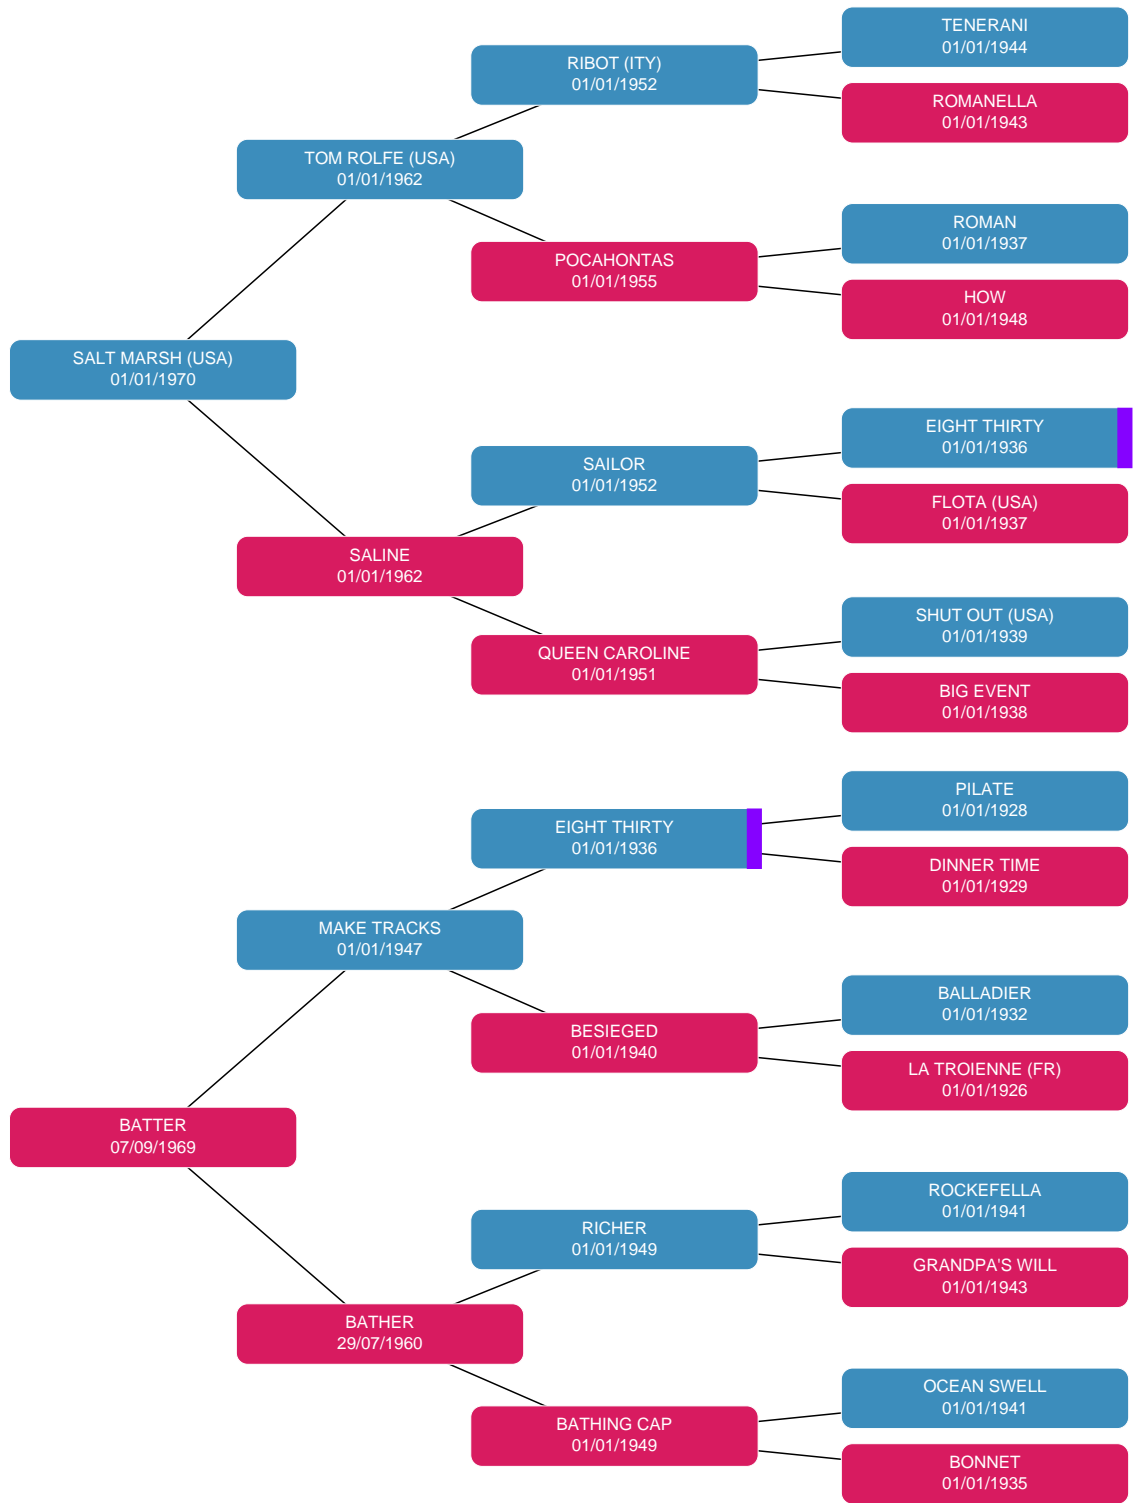 TENERANI
01/01/1944
RIBOT (ITY)
01/01/1952
ROMANELLA
01/01/1943
TOM ROLFE (USA)
01/01/1962
ROMAN
01/01/1937
POCAHONTAS
01/01/1955
HOW
01/01/1948
SALT MARSH (USA)
01/01/1970
EIGHT THIRTY
01/01/1936
SAILOR
01/01/1952
FLOTA (USA)
01/01/1937
SALINE
01/01/1962
SHUT OUT (USA)
01/01/1939
QUEEN CAROLINE
01/01/1951
BIG EVENT
01/01/1938
PILATE
01/01/1928
EIGHT THIRTY
01/01/1936
DINNER TIME
01/01/1929
MAKE TRACKS
01/01/1947
BALLADIER
01/01/1932
BESIEGED
01/01/1940
LA TROIENNE (FR)
01/01/1926
BATTER
07/09/1969
ROCKEFELLA
01/01/1941
RICHER
01/01/1949
GRANDPA'S WILL
01/01/1943
BATHER
29/07/1960
OCEAN SWELL
01/01/1941
BATHING CAP
01/01/1949
BONNET
01/01/1935